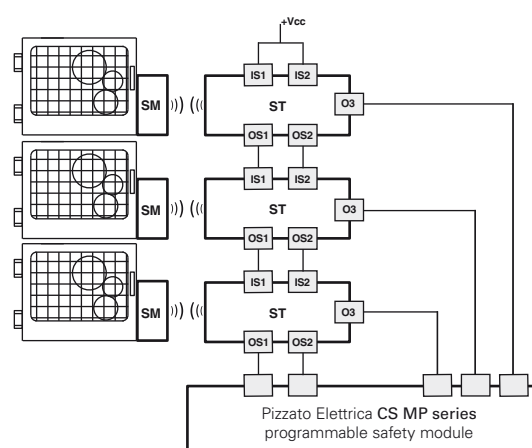 +Vcc
IS1 IS2
SM ST O3
OS1 OS2
IS1 IS2
SM ST O3
OS1 OS2
IS1 IS2
SM ST O3
OS1 OS2
Pizzato Elettrica CS MP series
programmable safety module